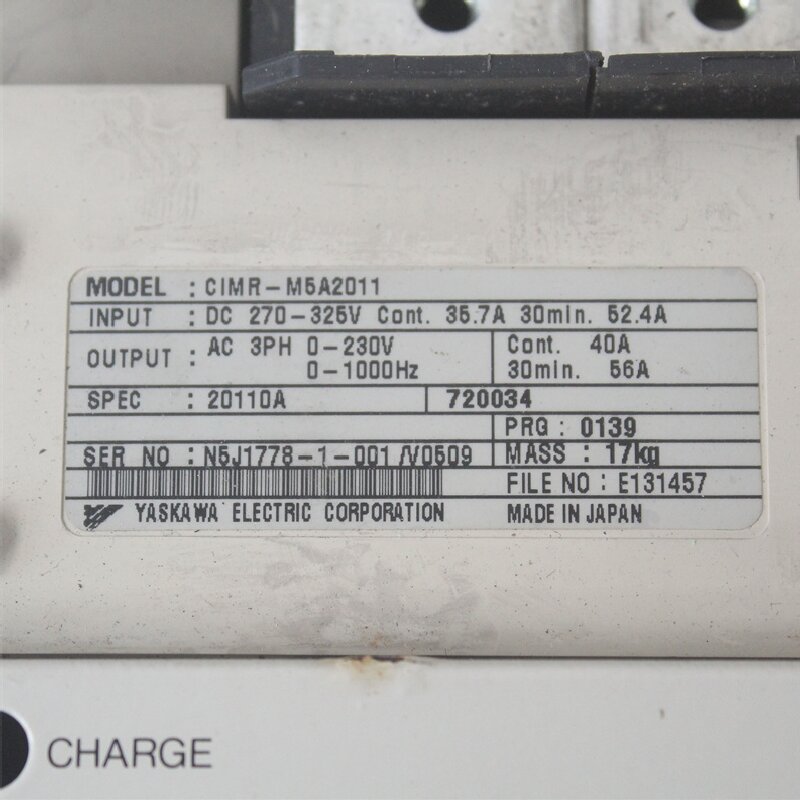 MODEL : CIMR-M5A2011
INPUT : DC 270-325V Cont. 35.7A 30min. 52.4A
OUTPUT : AC 3PH 0-230V Cont. 40A
0-1000Hz 30min. 56A
SPEC : 20110A 720034
PRG : 0139
SER NO : N5J1778-1-001/V0509 MASS : 17kg
FILE NO : E131457
YASKAWA ELECTRIC CORPORATION MADE IN JAPAN
CHARGE